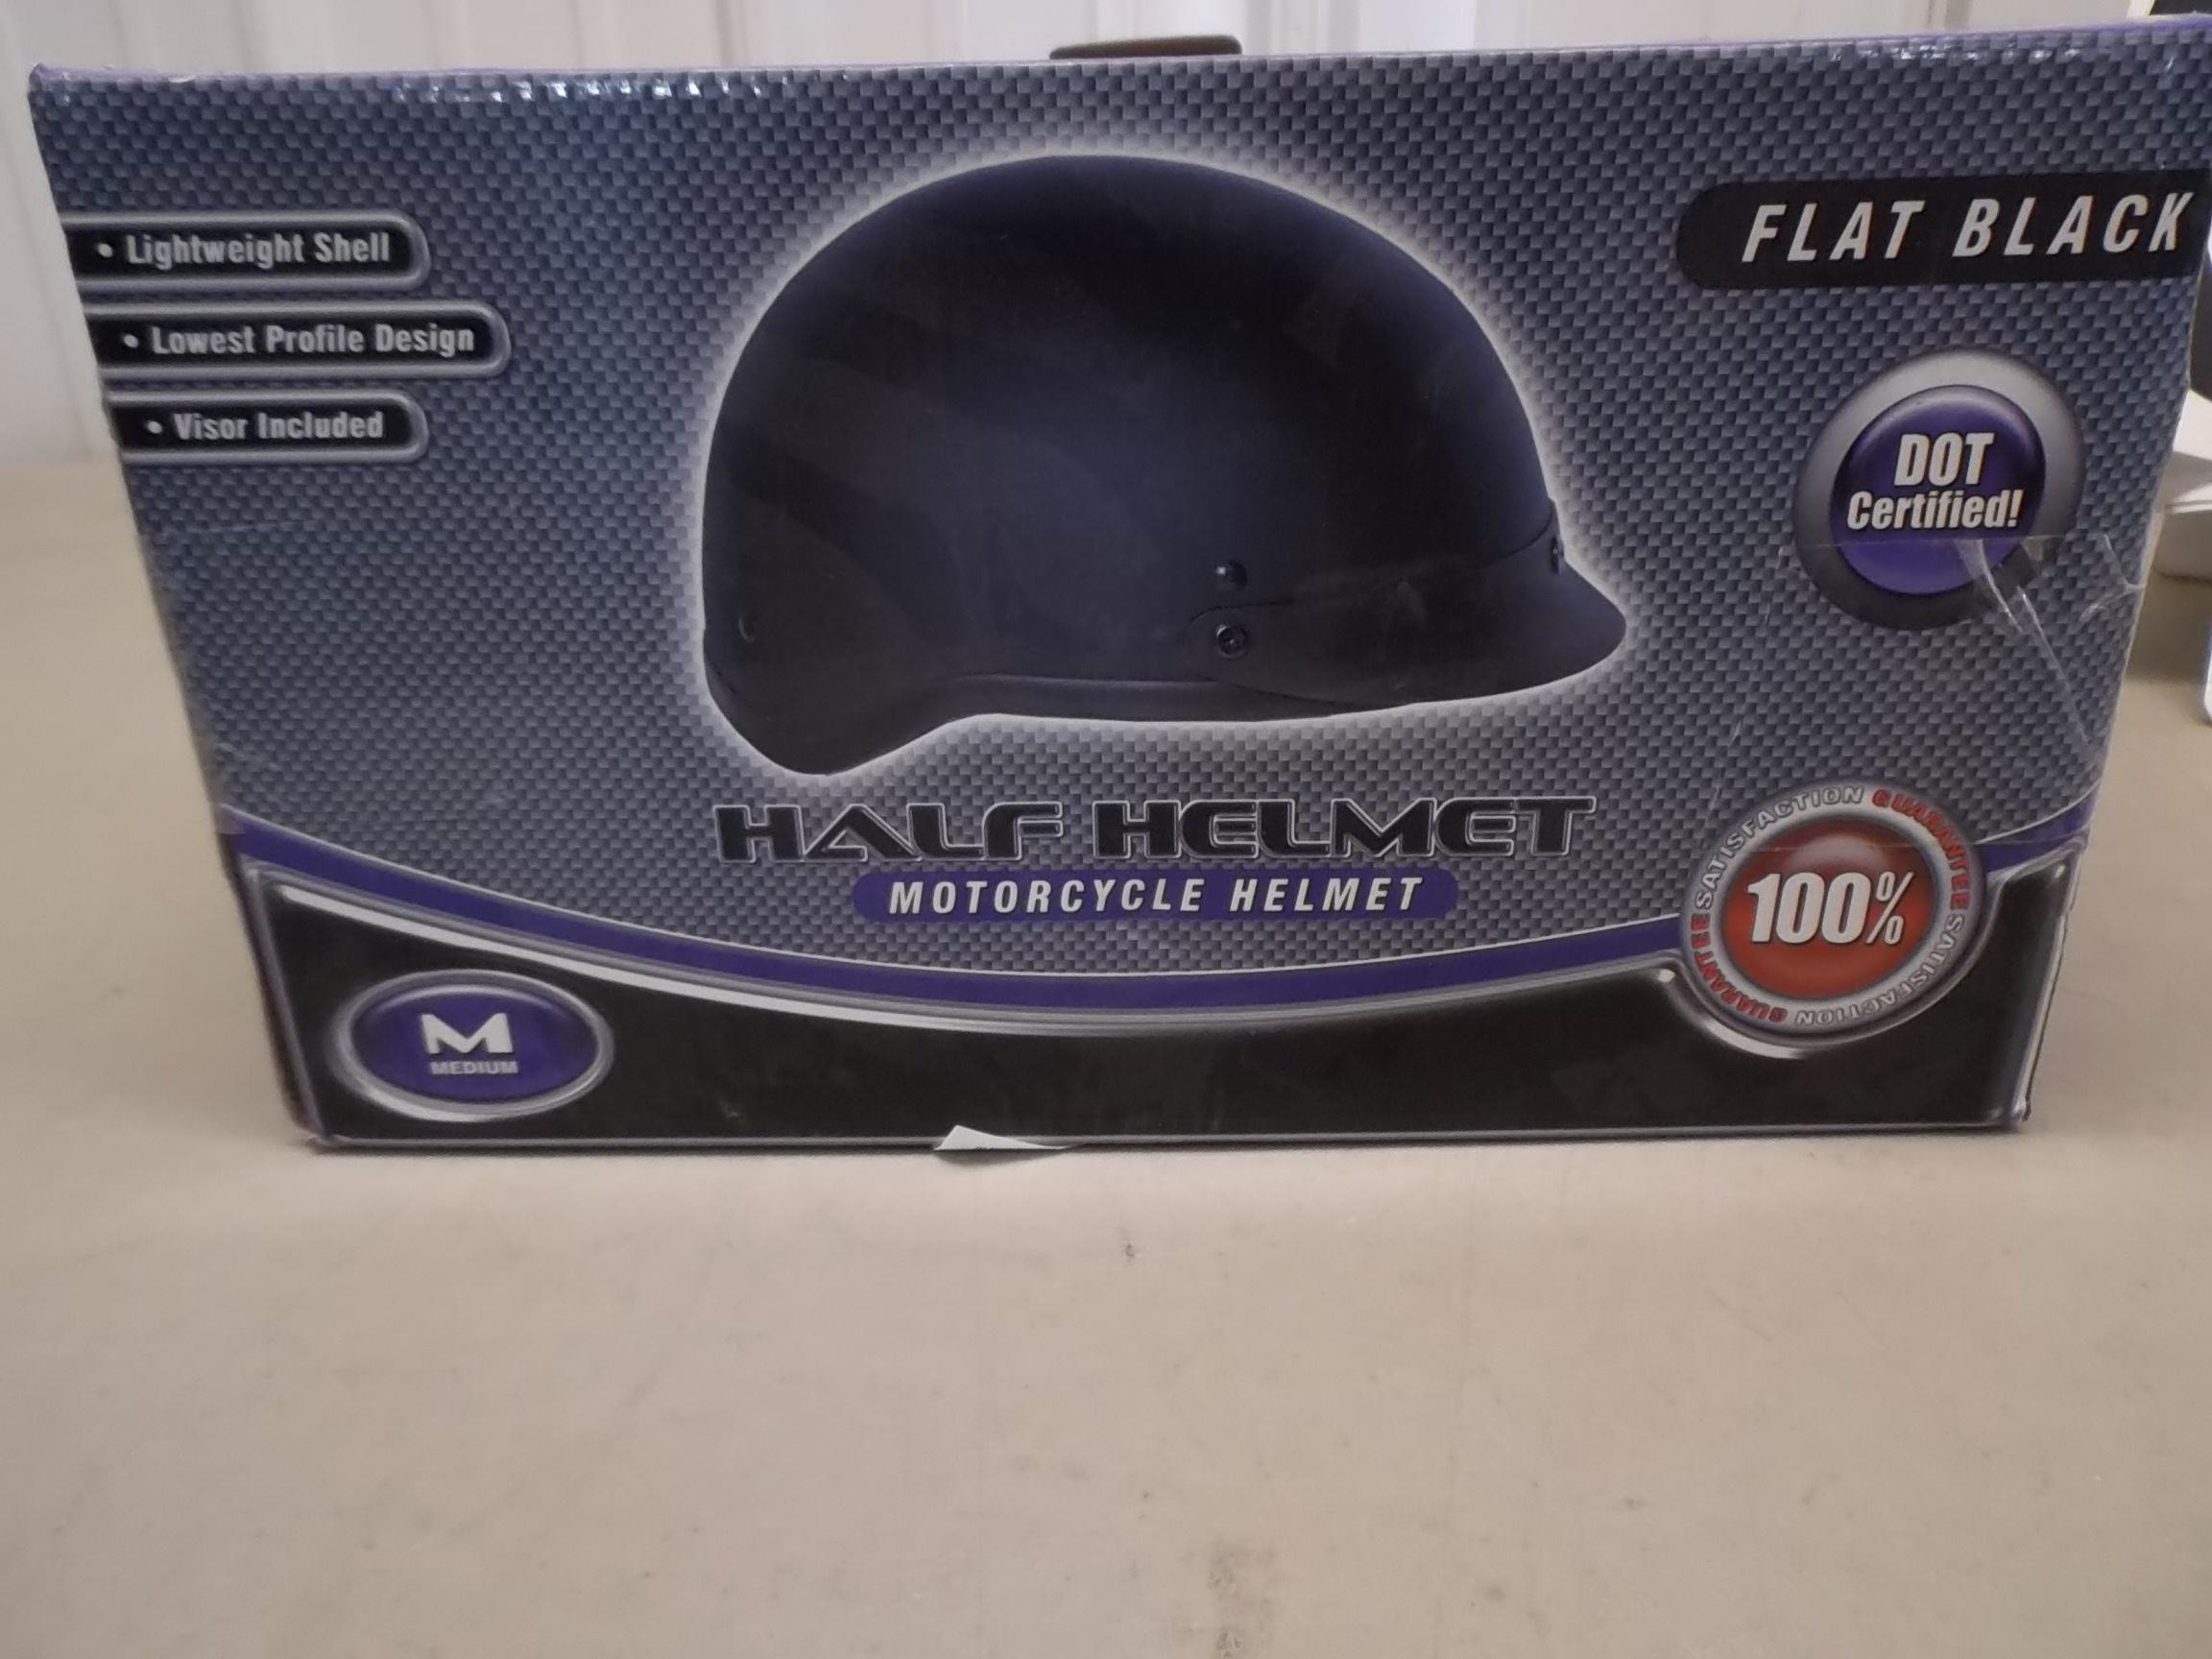 FLAT BLACK
• Lightweight Shell
• Lowest Profile Design
• Visor Included
DOT
Certified!
HALF HELMET
MOTORCYCLE HELMET
SATISFACTION GUARANTEE SATISFACTION GUARANTEE
100%
M
MEDIUM